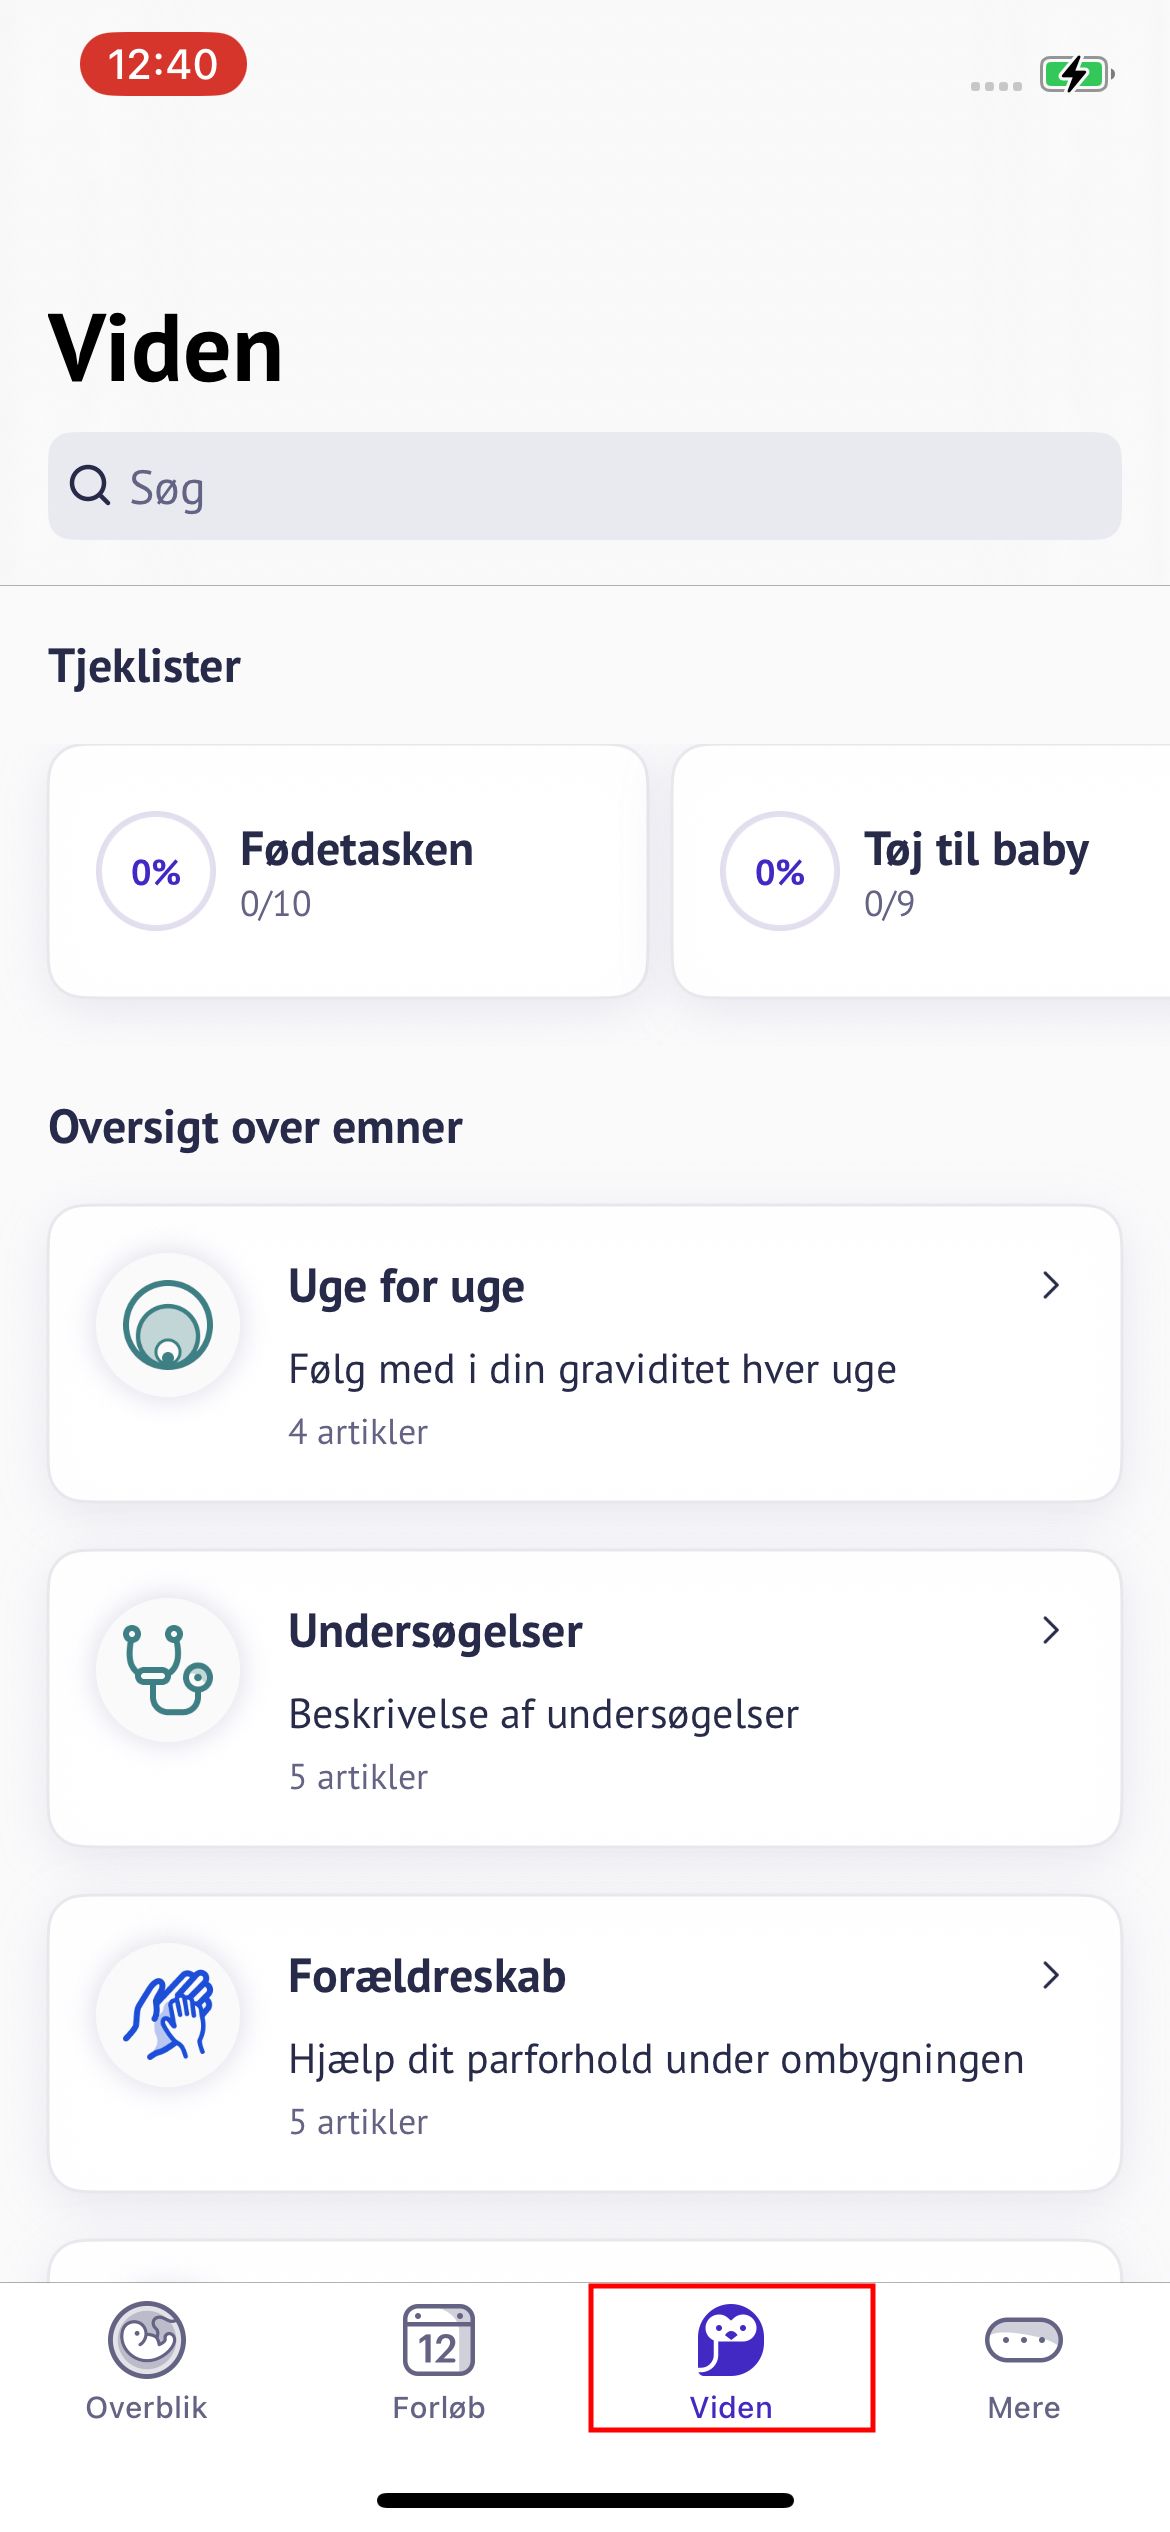 12:40
Viden
Søg
Tjeklister
0%
Fødetasken
0/10
0%
Tøj til baby
0/9
Oversigt over emner
Uge for uge
Følg med i din graviditet hver uge
4 artikler
Undersøgelser
Beskrivelse af undersøgelser
5 artikler
Forældreskab
Hjælp dit parforhold under ombygningen
5 artikler
12
Overblik
Forløb
Viden
Mere